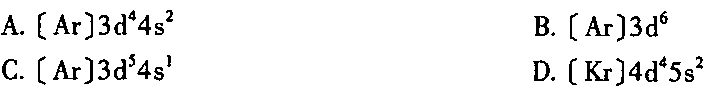 A. 〔Ar〕3d⁴4s² B. 〔Ar〕3d⁶
C. 〔Ar〕3d⁵4s¹ D. 〔Kr〕4d⁴5s²